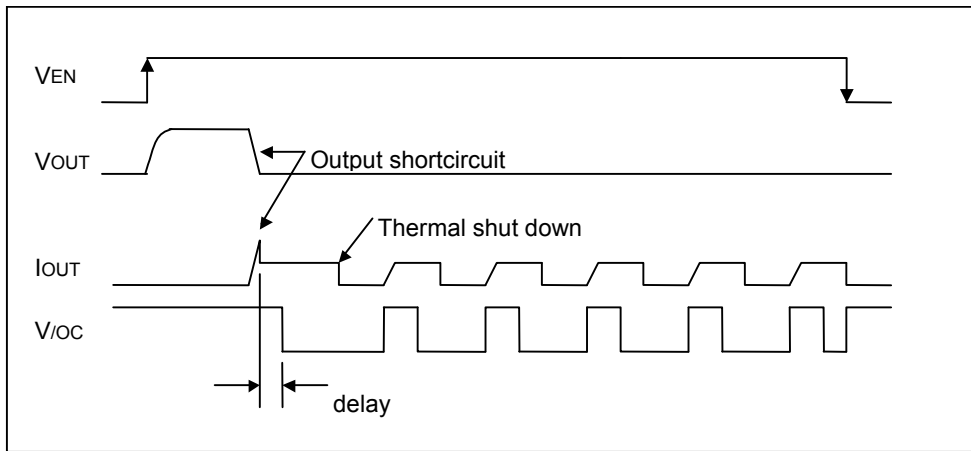 VEN
VOUT
Output shortcircuit
Thermal shut down
IOUT
V/OC
delay